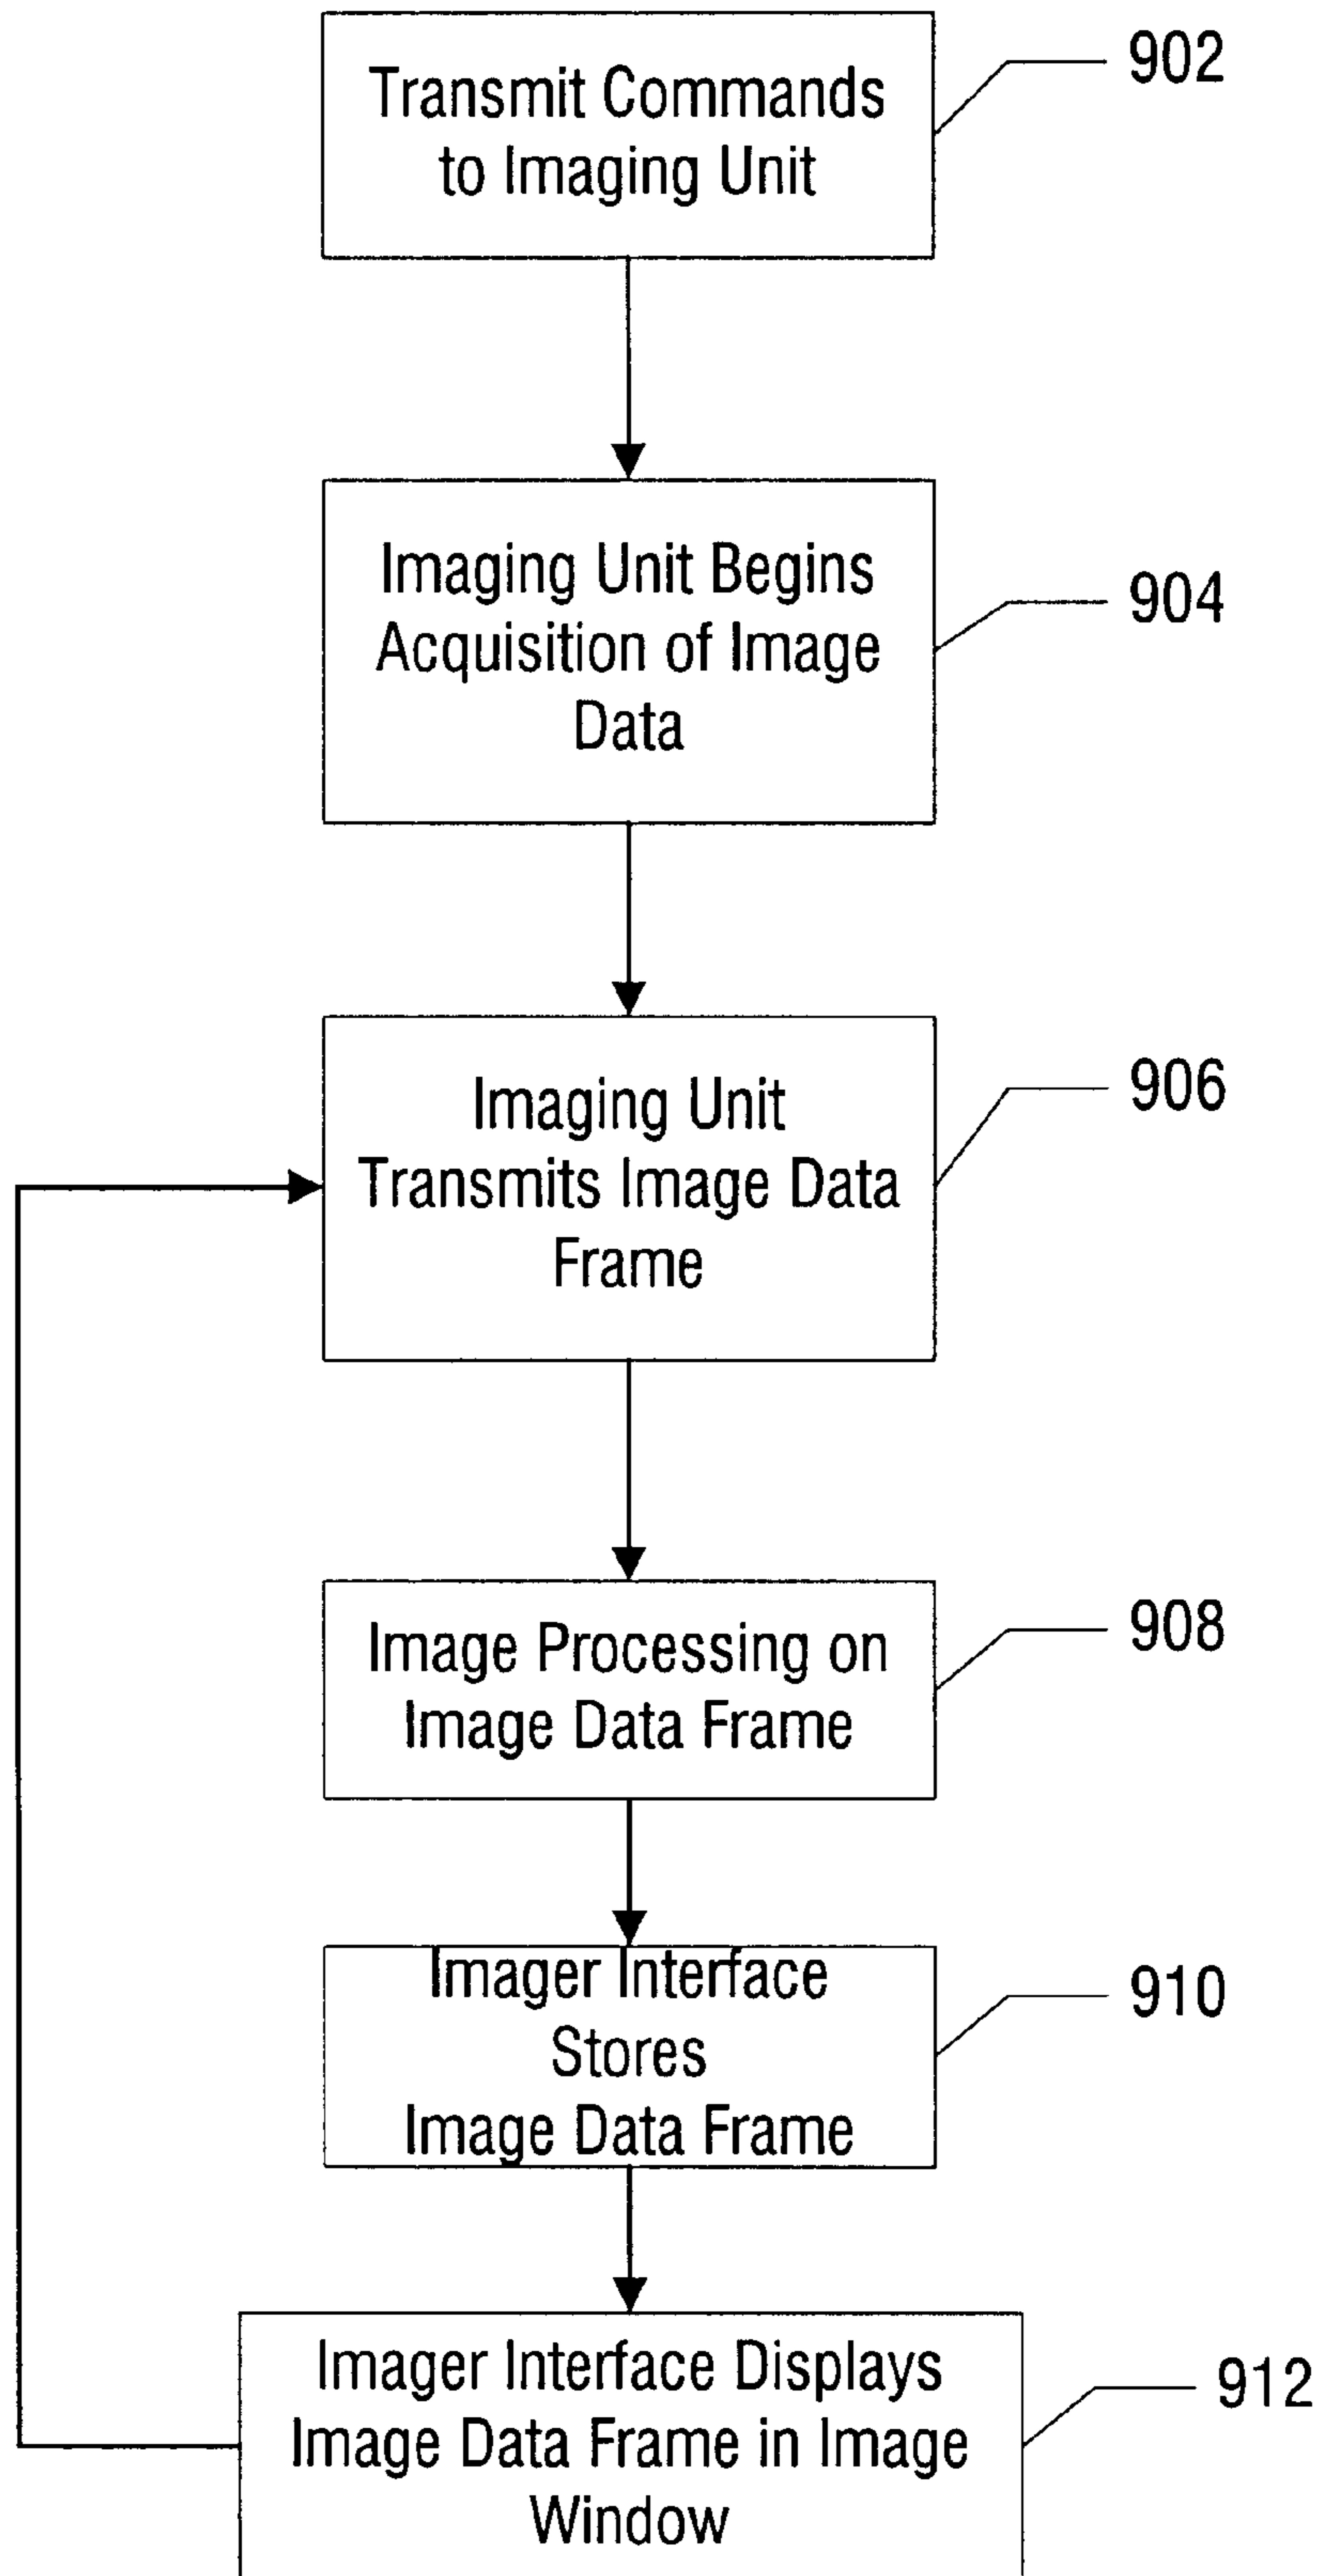 902
Transmit Commands
to Imaging Unit
904
Imaging Unit Begins
Acquisition of Image
Data
906
Imaging Unit
Transmits Image Data
Frame
908
Image Processing on
Image Data Frame
910
Imager Interface
Stores
Image Data Frame
912
Imager Interface Displays
Image Data Frame in Image
Window